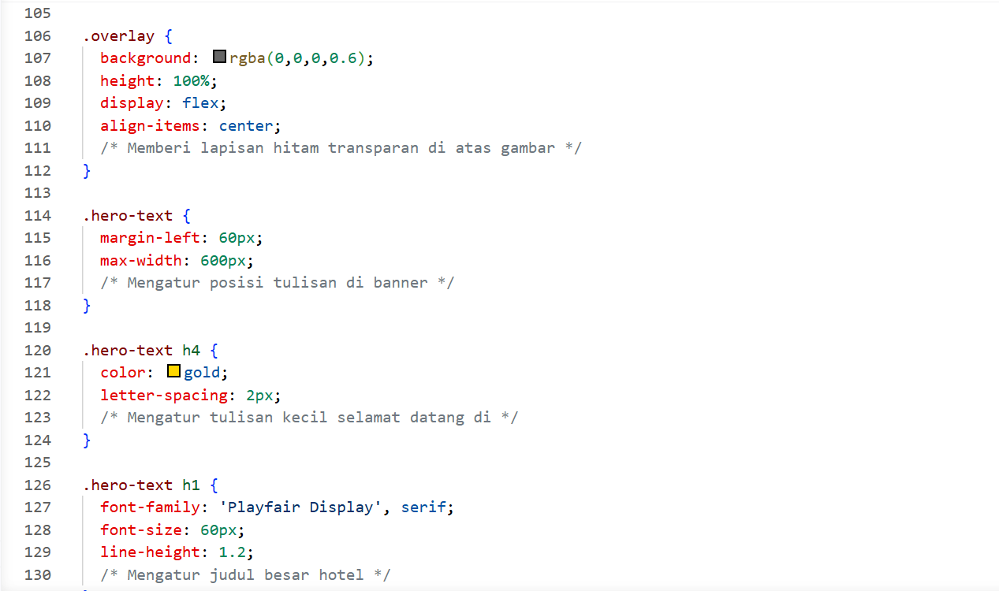 105
106 .overlay {
107 background: rgba(0,0,0,0.6);
108 height: 100%;
109 display: flex;
110 align-items: center;
111 /* Memberi lapisan hitam transparan di atas gambar */
112 }
113
114 .hero-text {
115 margin-left: 60px;
116 max-width: 600px;
117 /* Mengatur posisi tulisan di banner */
118 }
119
120 .hero-text h4 {
121 color: gold;
122 letter-spacing: 2px;
123 /* Mengatur tulisan kecil selamat datang di */
124 }
125
126 .hero-text h1 {
127 font-family: 'Playfair Display', serif;
128 font-size: 60px;
129 line-height: 1.2;
130 /* Mengatur judul besar hotel */